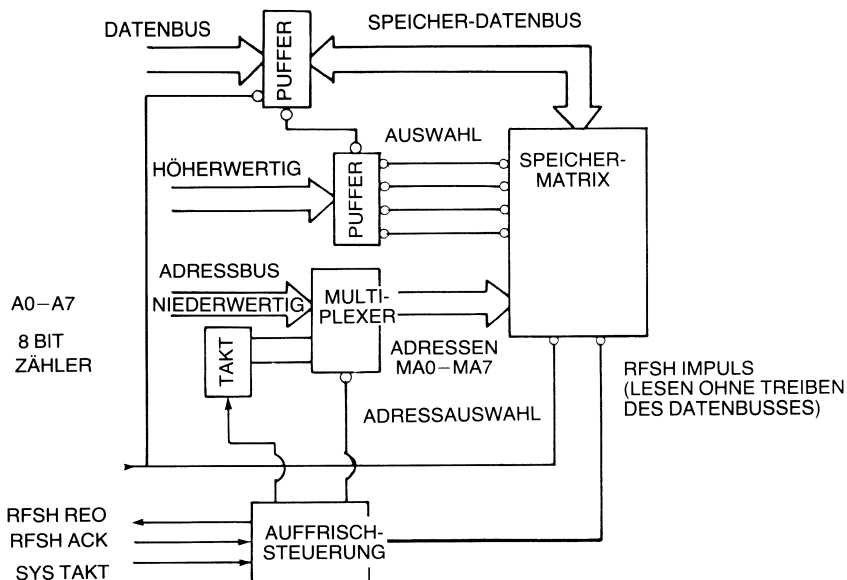 DATENBUS
SPEICHER-DATENBUS
PUFFER
AUSWAHL
HÖHERWERTIG
PUFFER
SPEICHER-
MATRIX
ADRESSBUS
NIEDERWERTIG
MULTI-
PLEXER
A0–A7
8 BIT
ZÄHLER
TAKT
ADRESSEN
MA0–MA7
ADRESSAUSWAHL
RFSH IMPULS
(LESEN OHNE TREIBEN
DES DATENBUSSES)
RFSH REO
RFSH ACK
SYS TAKT
AUFFRISCH-
STEUERUNG